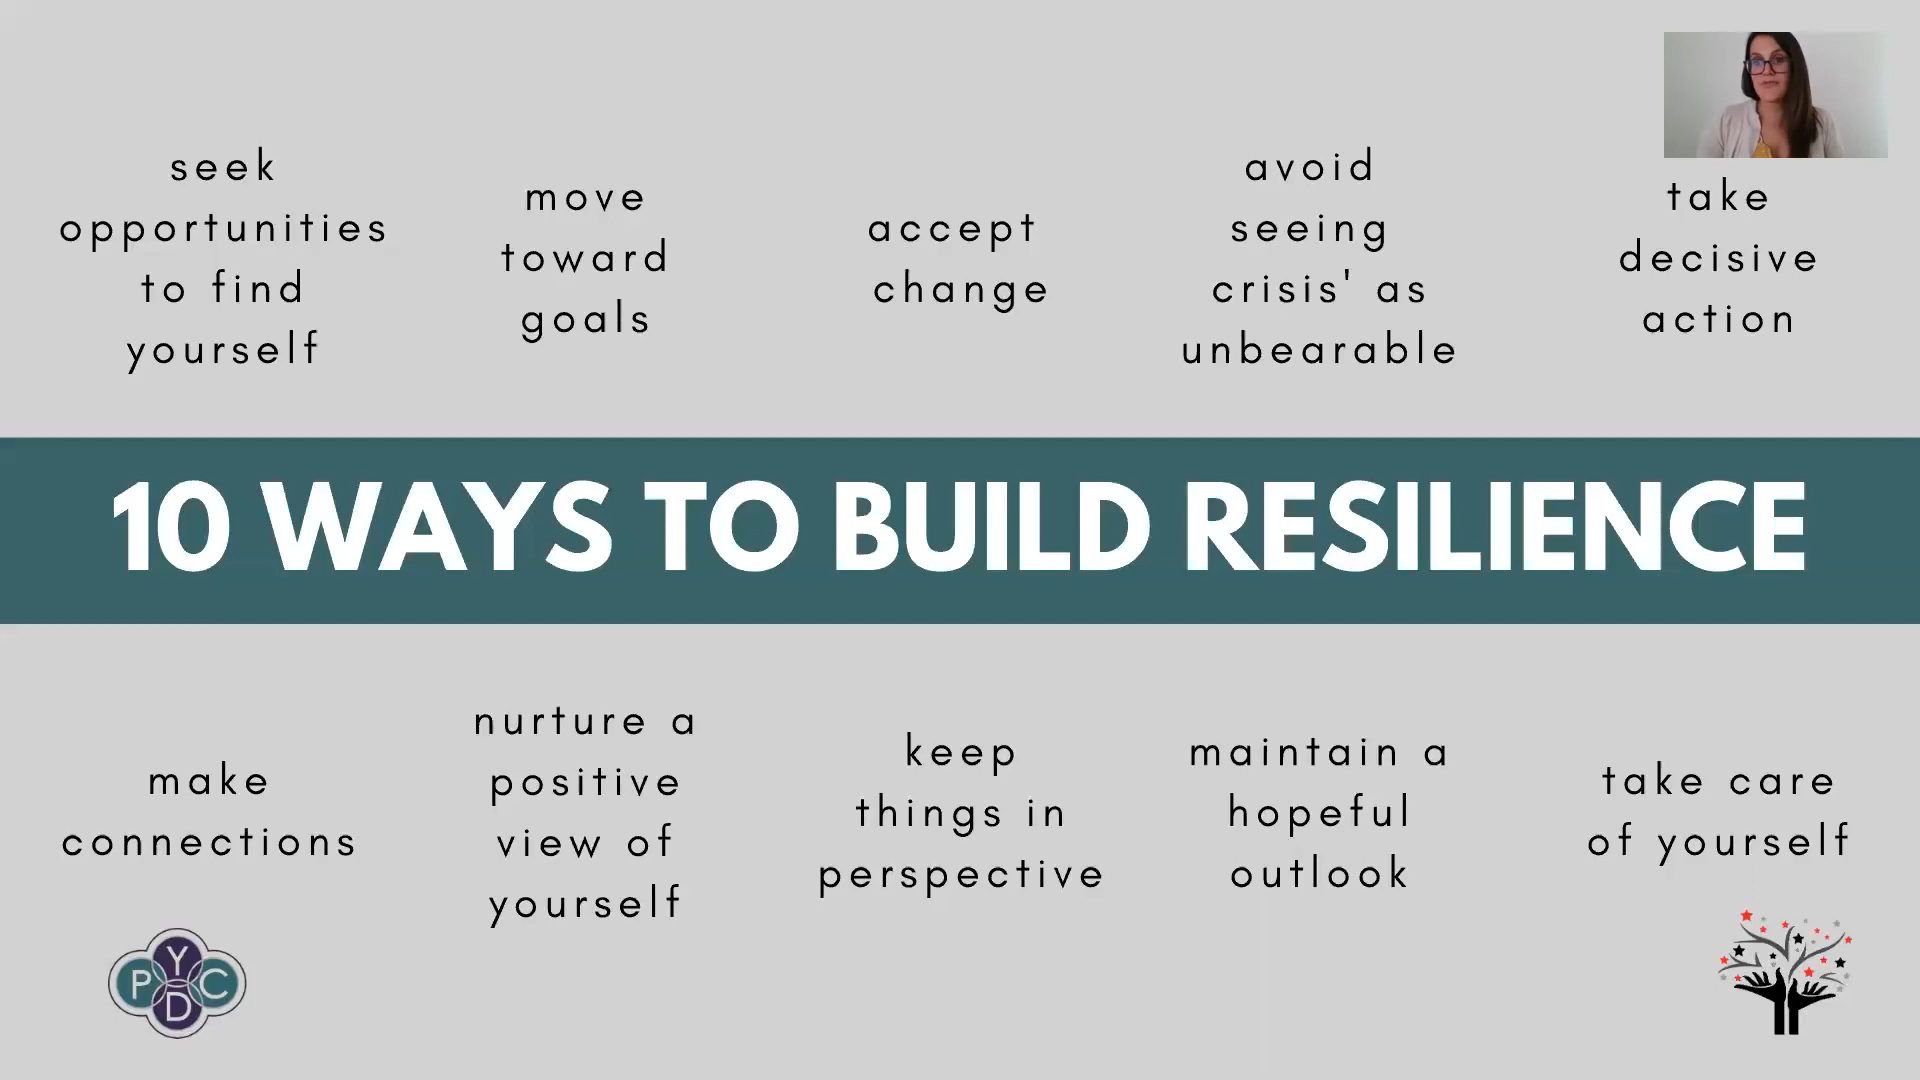 seek
opportunities
to find
yourself
move
toward
goals
accept
change
avoid
seeing
crisis' as
unbearable
take
decisive
action
10 WAYS TO BUILD RESILIENCE
make
connections
nurture a
positive
view of
yourself
keep
things in
perspective
maintain a
hopeful
outlook
take care
of yourself
Y
P C
D